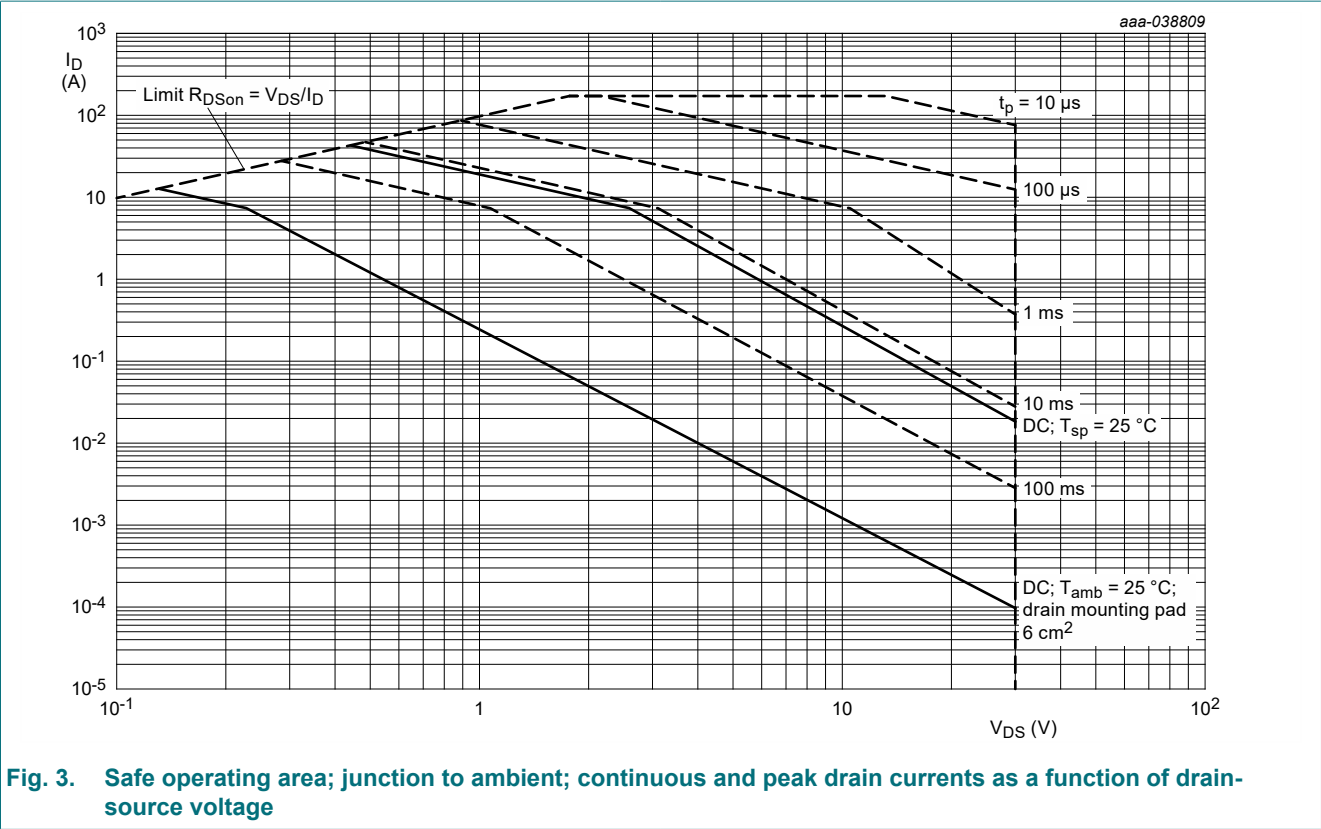 aaa-038809
10³
I_D
(A)
Limit R_DSon = V_DS/I_D
t_p = 10 µs
10²
100 µs
10
1
1 ms
10⁻¹
10 ms
DC; T_sp = 25 °C
10⁻²
100 ms
10⁻³
DC; T_amb = 25 °C;
drain mounting pad
6 cm²
10⁻⁴
10⁻⁵
10⁻¹ 1 10 10²
V_DS (V)
Fig. 3. Safe operating area; junction to ambient; continuous and peak drain currents as a function of drain-
source voltage